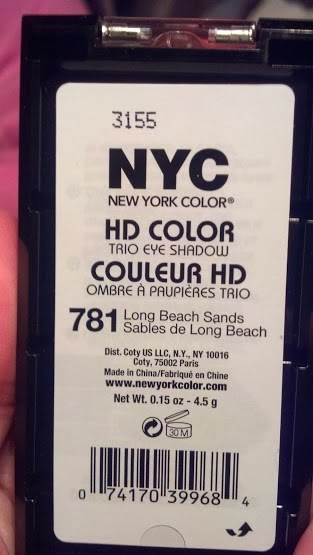 3155
NYC
NEW YORK COLOR®
HD COLOR
TRIO EYE SHADOW
COULEUR HD
OMBRE À PAUPIÈRES TRIO
781 Long Beach Sands
Sables de Long Beach
Dist. Coty US LLC, N.Y., NY 10016
Coty, 75002 Paris
Made in China/Fabriqué en Chine
www.newyorkcolor.com
Net Wt. 0.15 oz - 4.5 g
30 M
0 74170 39968 4